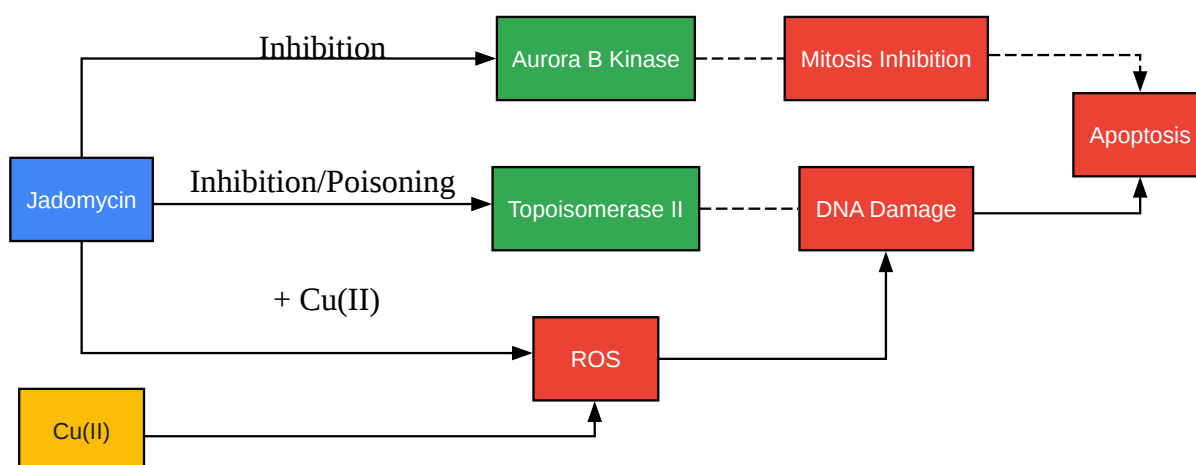 Inhibition
Aurora B Kinase
Mitosis Inhibition
Apoptosis
Jadomycin
Inhibition/Poisoning
Topoisomerase II
DNA Damage
+ Cu(II)
ROS
Cu(II)